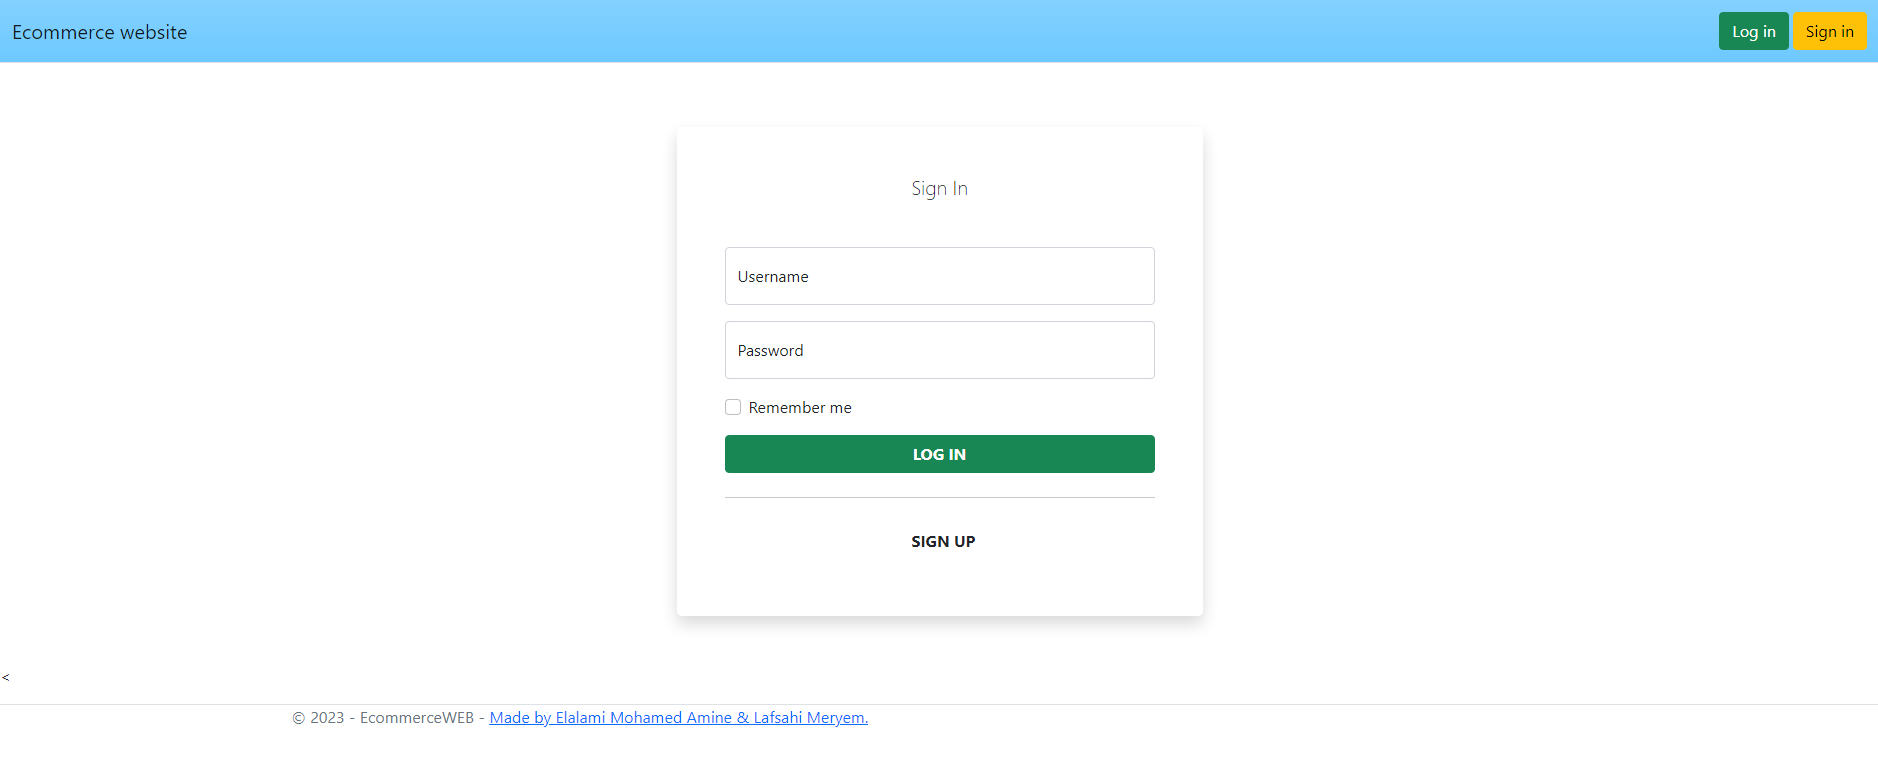 Ecommerce website
Log in
Sign in
Sign In
Username
Password
Remember me
LOG IN
SIGN UP
<
© 2023 - EcommerceWEB - Made by Elalami Mohamed Amine & Lafsahi Meryem.